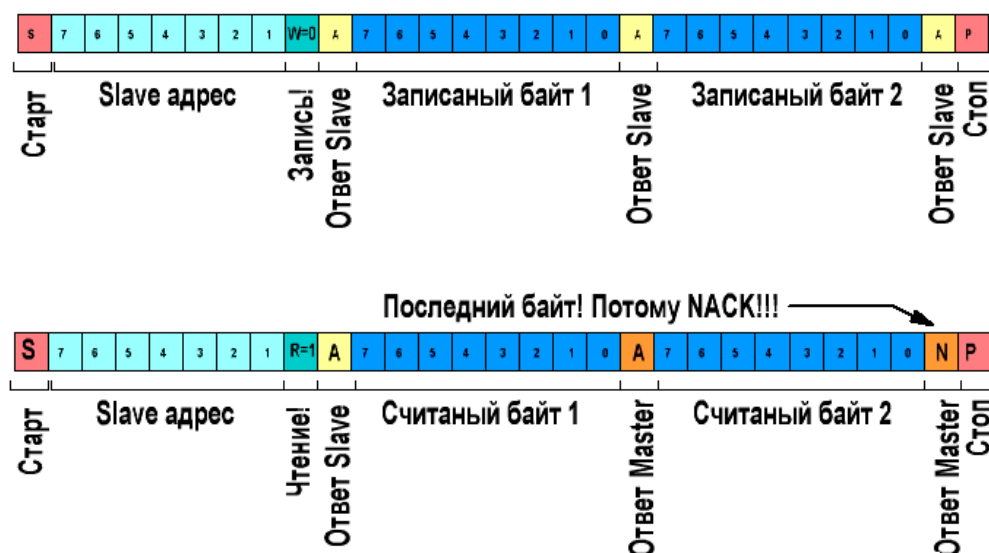 S 7 6 5 4 3 2 1 W=0 A 7 6 5 4 3 2 1 0 A 7 6 5 4 3 2 1 0 A P
Старт
Slave адрес
Запись!
Ответ Slave
Записаный байт 1
Ответ Slave
Записаный байт 2
Ответ Slave
Стоп
Последний байт! Потому NACK!!!
S 7 6 5 4 3 2 1 R=1 A 7 6 5 4 3 2 1 0 A 7 6 5 4 3 2 1 0 N P
Старт
Slave адрес
Чтение!
Ответ Slave
Считаный байт 1
Ответ Master
Считаный байт 2
Ответ Master
Стоп